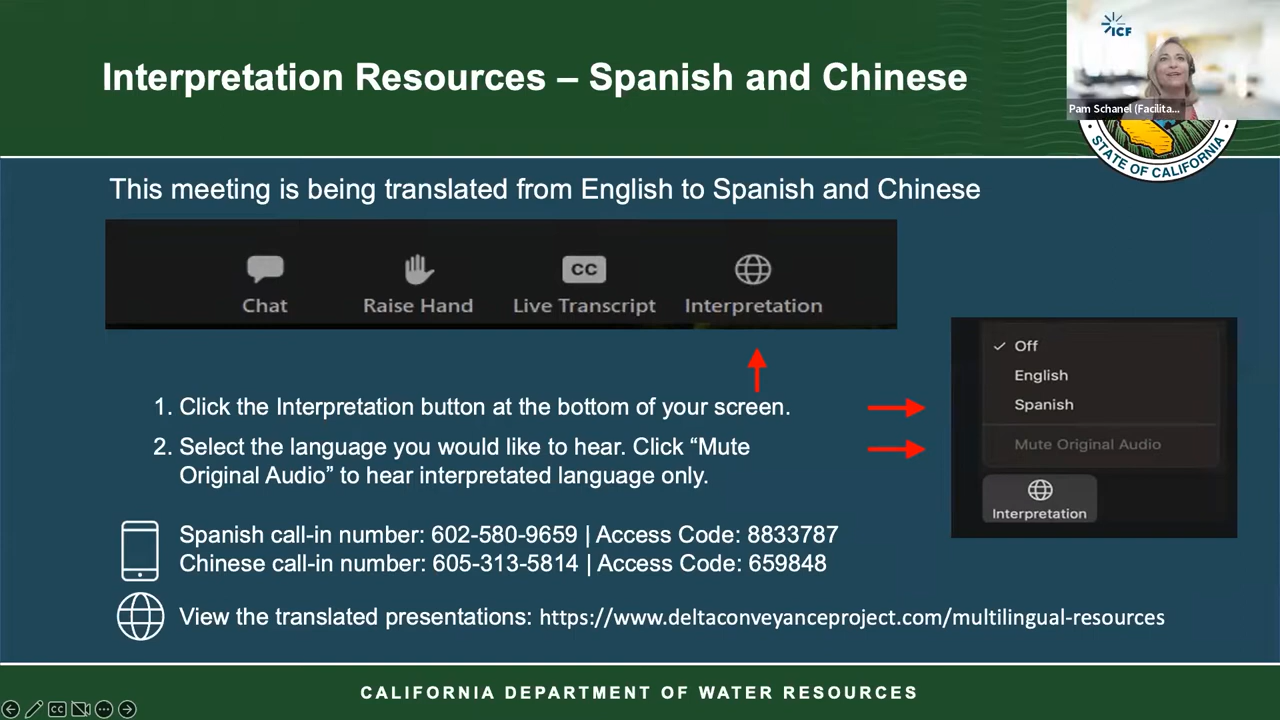 Interpretation Resources – Spanish and Chinese
ICF
Pam Schanel (Facilita...
STATE OF CALIFORNIA
This meeting is being translated from English to Spanish and Chinese
Chat
Raise Hand
CC
Live Transcript
Interpretation
Off
English
Spanish
Mute Original Audio
Interpretation
1. Click the Interpretation button at the bottom of your screen.
2. Select the language you would like to hear. Click “Mute
Original Audio” to hear interpretated language only.
Spanish call-in number: 602-580-9659 | Access Code: 8833787
Chinese call-in number: 605-313-5814 | Access Code: 659848
View the translated presentations: https://www.deltaconveyanceproject.com/multilingual-resources
CALIFORNIA DEPARTMENT OF WATER RESOURCES
CC